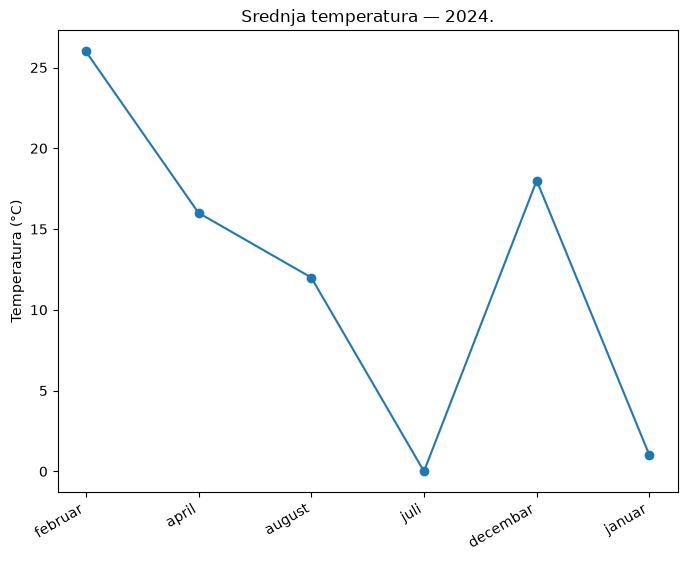 Srednja temperatura — 2024.
Temperatura (°C)
25
20
15
10
5
0
februar
april
august
juli
decembar
januar